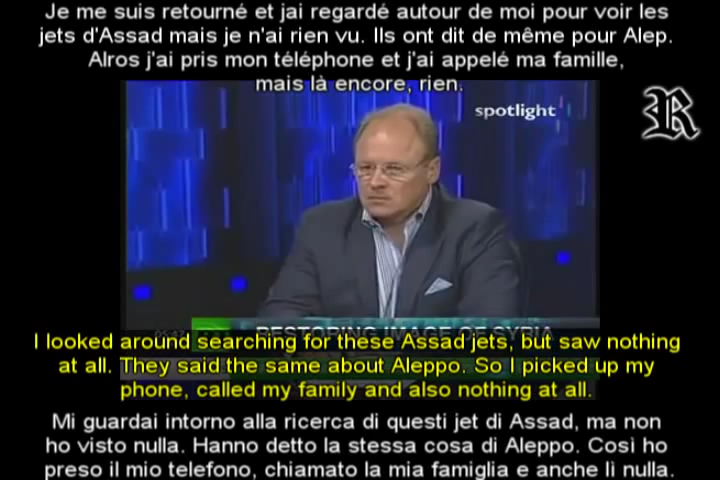 Je me suis retourné et jai regardé autour de moi pour voir les
jets d'Assad mais je n'ai rien vu. Ils ont dit de même pour Alep.
Alros j'ai pris mon téléphone et j'ai appelé ma famille,
mais là encore, rien.
spotlight
R
RESTORING IMAGE OF SYRIA
I looked around searching for these Assad jets, but saw nothing
at all. They said the same about Aleppo. So I picked up my
phone, called my family and also nothing at all.
Mi guardai intorno alla ricerca di questi jet di Assad, ma non
ho visto nulla. Hanno detto la stessa cosa di Aleppo. Così ho
preso il mio telefono, chiamato la mia famiglia e anche lì nulla.